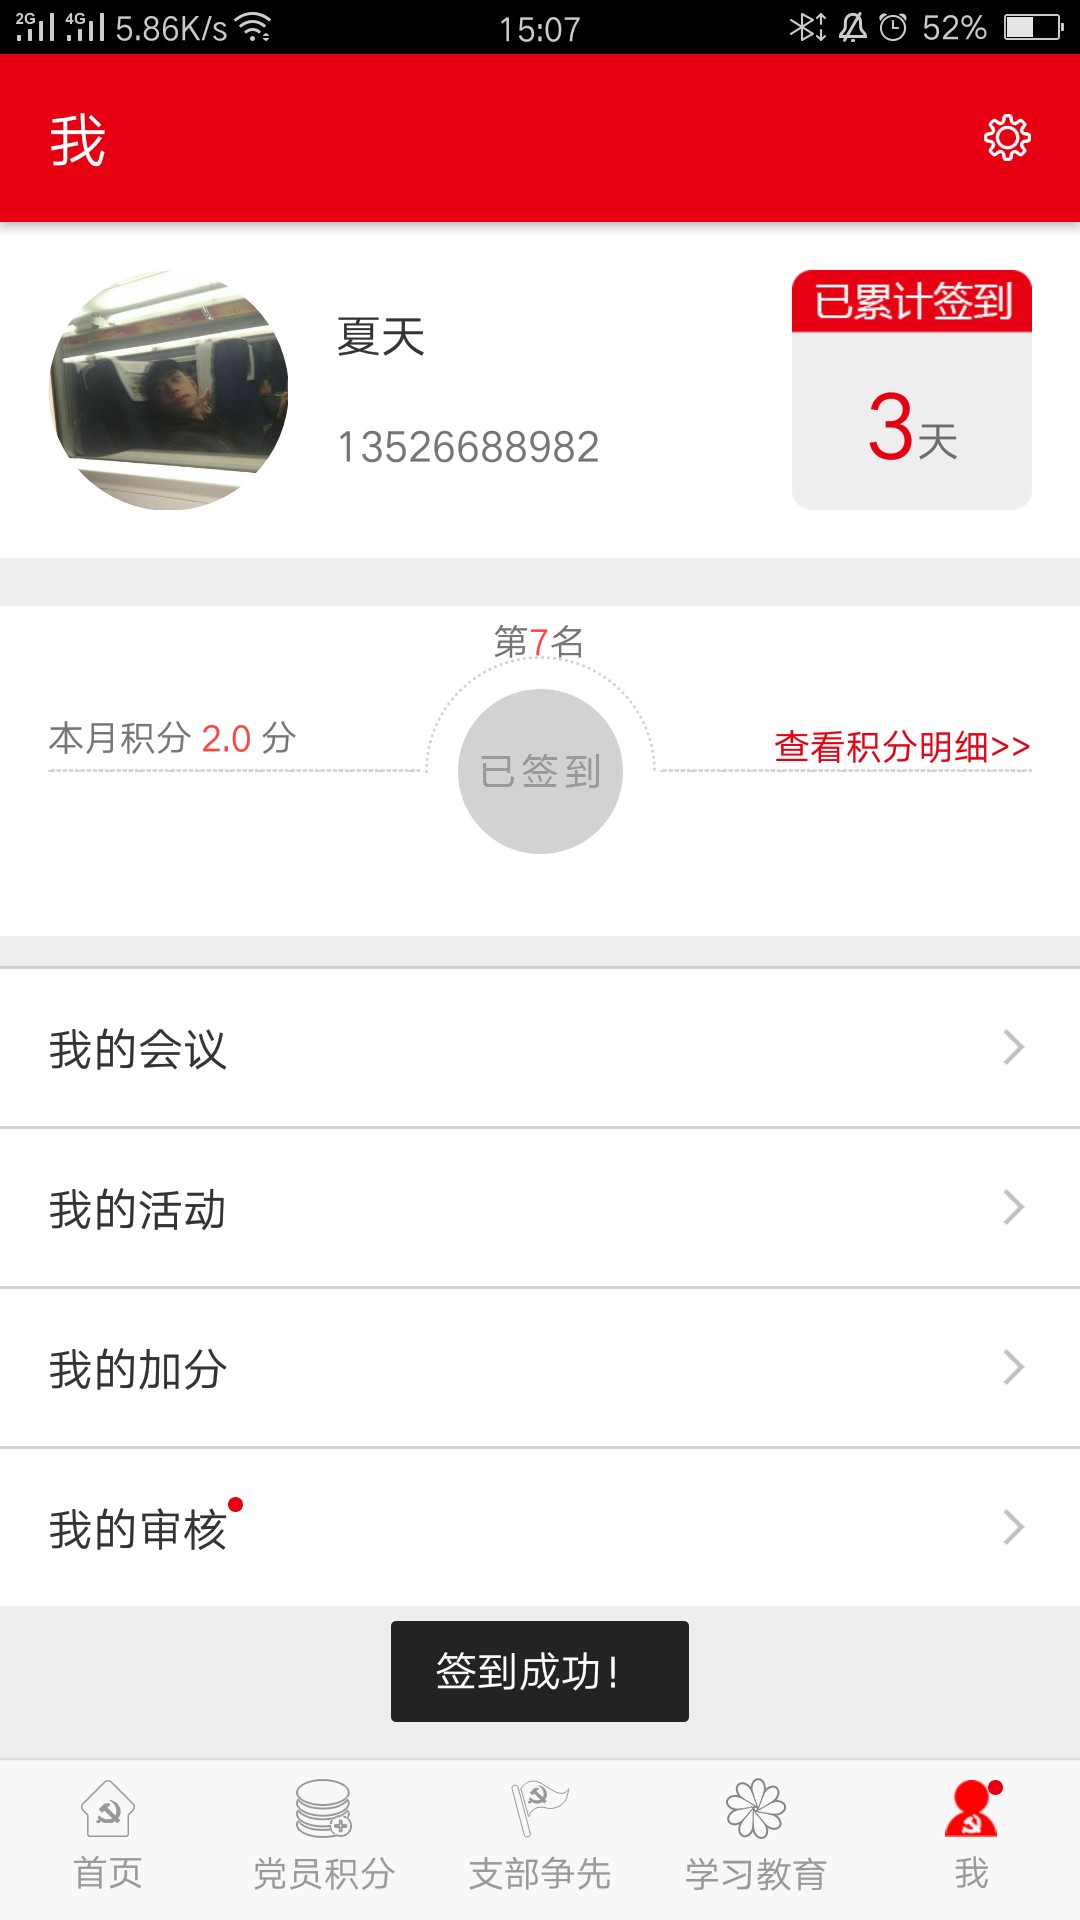 2G 4G 5.86K/s 15:07 52%
我
已累计签到
夏天
13526688982
3天
第7名
本月积分 2.0 分
已签到
查看积分明细>>
我的会议
我的活动
我的加分
我的审核
签到成功!
首页 党员积分 支部争先 学习教育 我